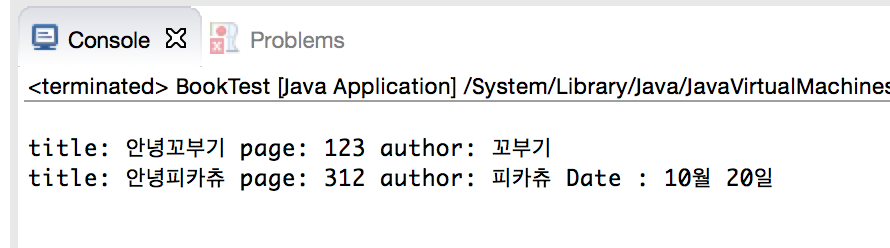 Console Problems
<terminated> BookTest [Java Application] /System/Library/Java/JavaVirtualMachines
title: 안녕꼬부기 page: 123 author: 꼬부기
title: 안녕피카츄 page: 312 author: 피카츄 Date : 10월 20일